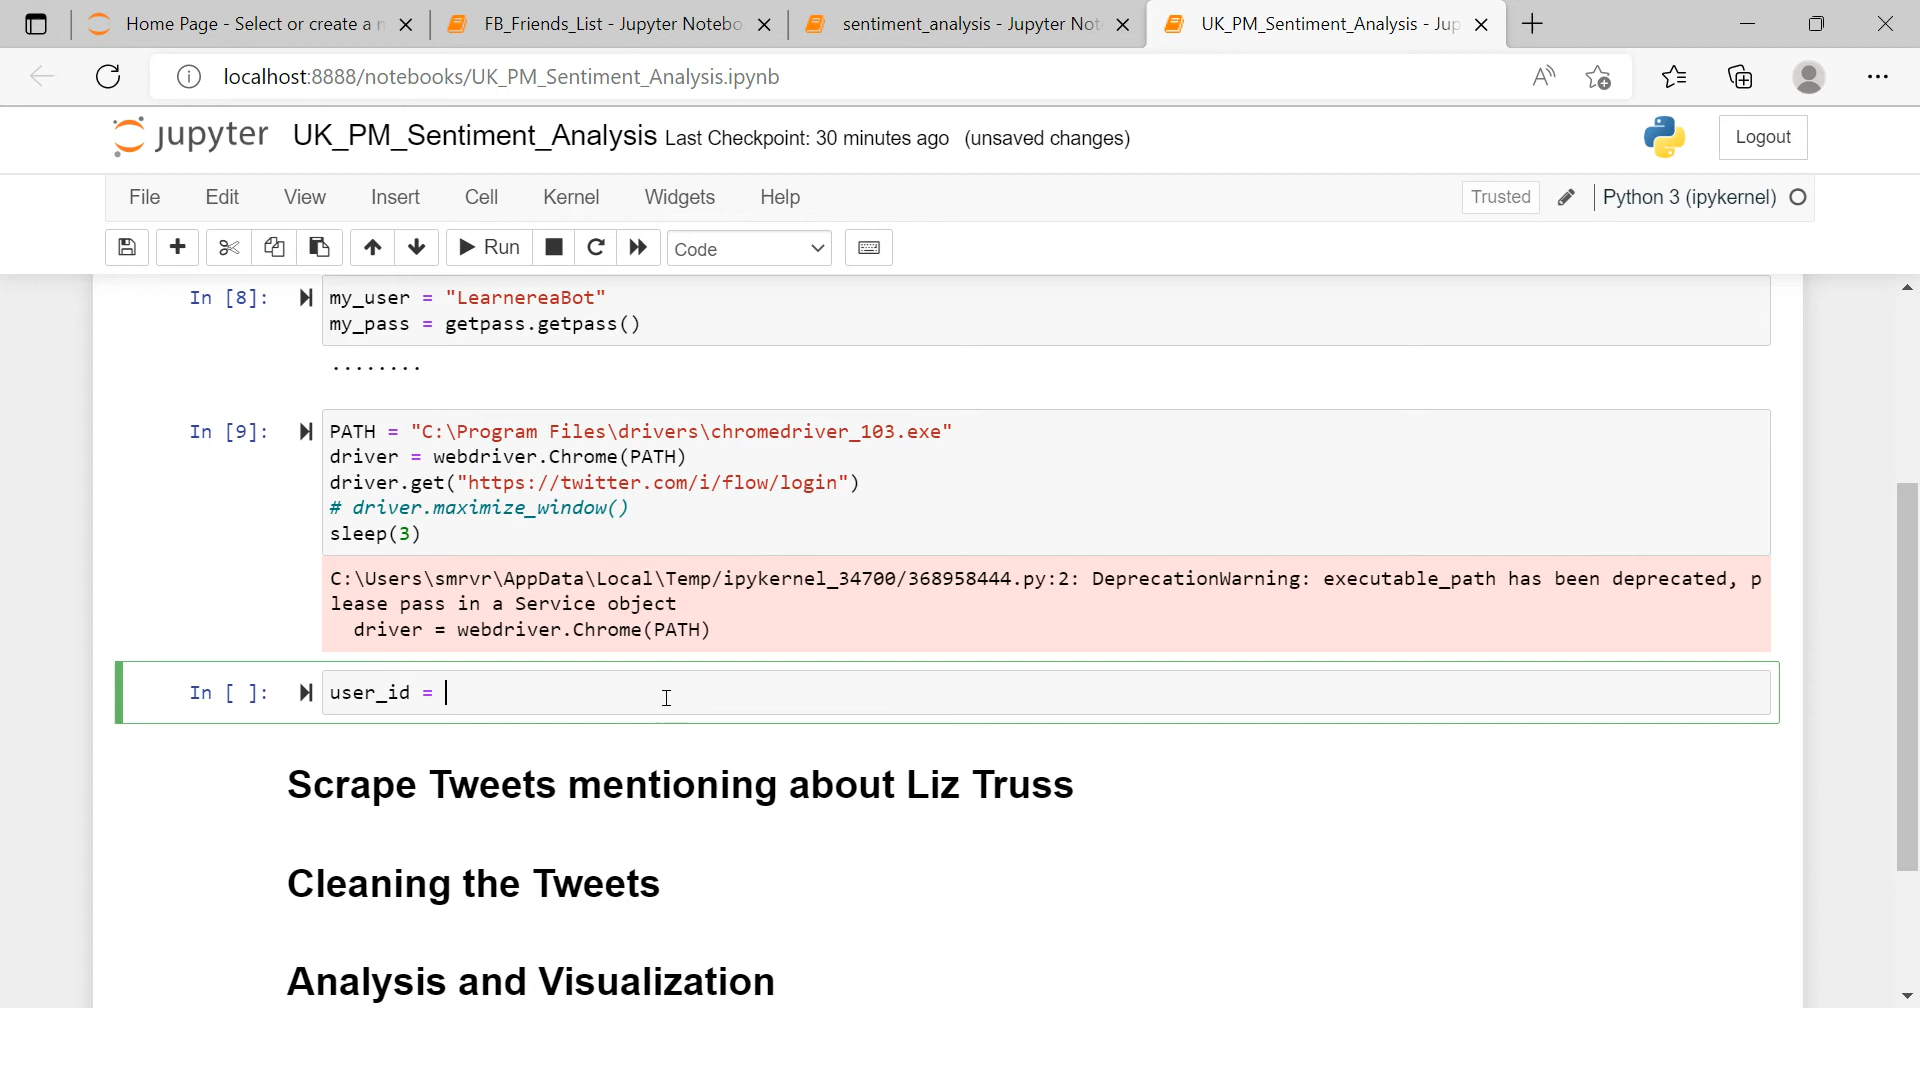 Home Page - Select or create a n
FB_Friends_List - Jupyter Notebo
sentiment_analysis - Jupyter Not
UK_PM_Sentiment_Analysis - Jup
localhost:8888/notebooks/UK_PM_Sentiment_Analysis.ipynb
jupyter UK_PM_Sentiment_Analysis Last Checkpoint: 30 minutes ago (unsaved changes)
Logout
File Edit View Insert Cell Kernel Widgets Help
Trusted
Python 3 (ipykernel)
Run
Code
In [8]:
my_user = "LearnereaBot"
my_pass = getpass.getpass()
........
In [9]:
PATH = "C:\Program Files\drivers\chromedriver_103.exe"
driver = webdriver.Chrome(PATH)
driver.get("https://twitter.com/i/flow/login")
# driver.maximize_window()
sleep(3)
C:\Users\smrvr\AppData\Local\Temp/ipykernel_34700/368958444.py:2: DeprecationWarning: executable_path has been deprecated, p
lease pass in a Service object
driver = webdriver.Chrome(PATH)
In [ ]:
user_id =
Scrape Tweets mentioning about Liz Truss
Cleaning the Tweets
Analysis and Visualization